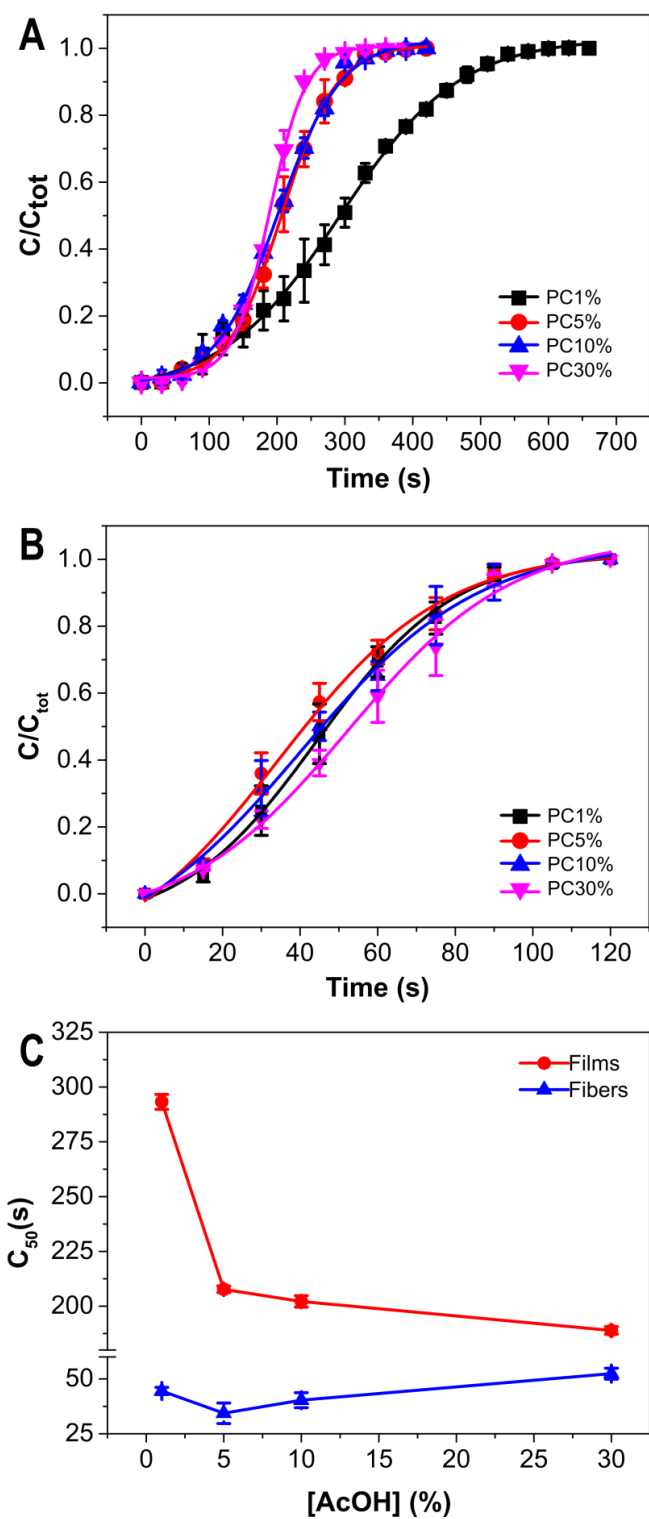 A
C/Ctot
1.0
0.8
0.6
0.4
0.2
0.0
PC1%
PC5%
PC10%
PC30%
0 100 200 300 400 500 600 700
Time (s)
B
C/Ctot
1.0
0.8
0.6
0.4
0.2
0.0
PC1%
PC5%
PC10%
PC30%
0 20 40 60 80 100 120
Time (s)
C
C50(s)
325
300
275
250
225
200
50
25
Films
Fibers
0 5 10 15 20 25 30
[AcOH] (%)